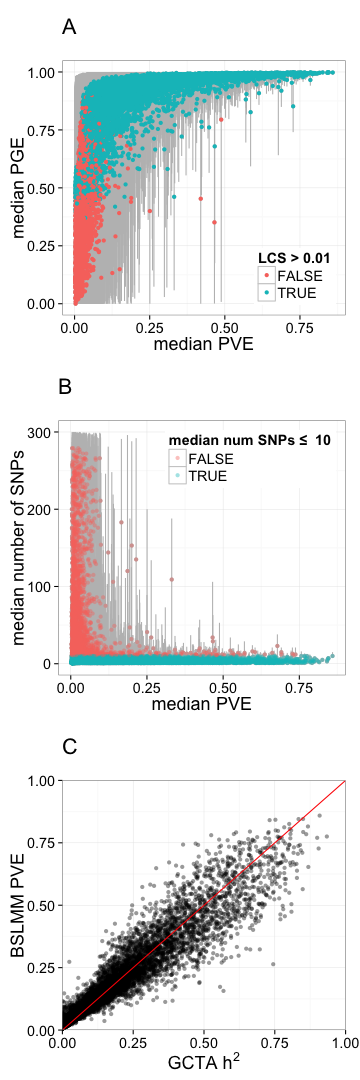 A
median PGE
1.00
0.75
0.50
0.25
0.00
LCS > 0.01
FALSE
TRUE
0.00 0.25 0.50 0.75
median PVE
B
median number of SNPs
300
200
100
0
median num SNPs ≤ 10
FALSE
TRUE
0.00 0.25 0.50 0.75
median PVE
C
BSLMM PVE
1.00
0.75
0.50
0.25
0.00
0.00 0.25 0.50 0.75 1.00
GCTA h²